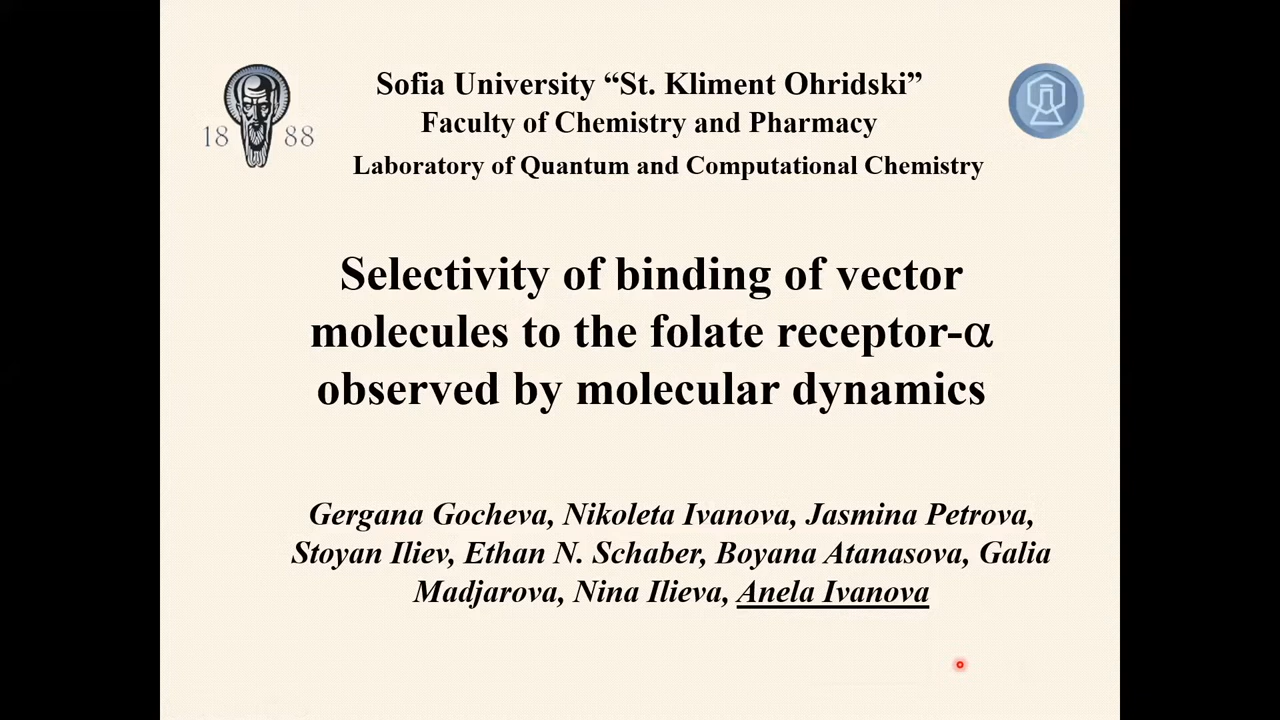 Sofia University “St. Kliment Ohridski”
Faculty of Chemistry and Pharmacy
Laboratory of Quantum and Computational Chemistry
18 88
Selectivity of binding of vector
molecules to the folate receptor-α
observed by molecular dynamics
Gergana Gocheva, Nikoleta Ivanova, Jasmina Petrova,
Stoyan Iliev, Ethan N. Schaber, Boyana Atanasova, Galia
Madjarova, Nina Ilieva, Anela Ivanova